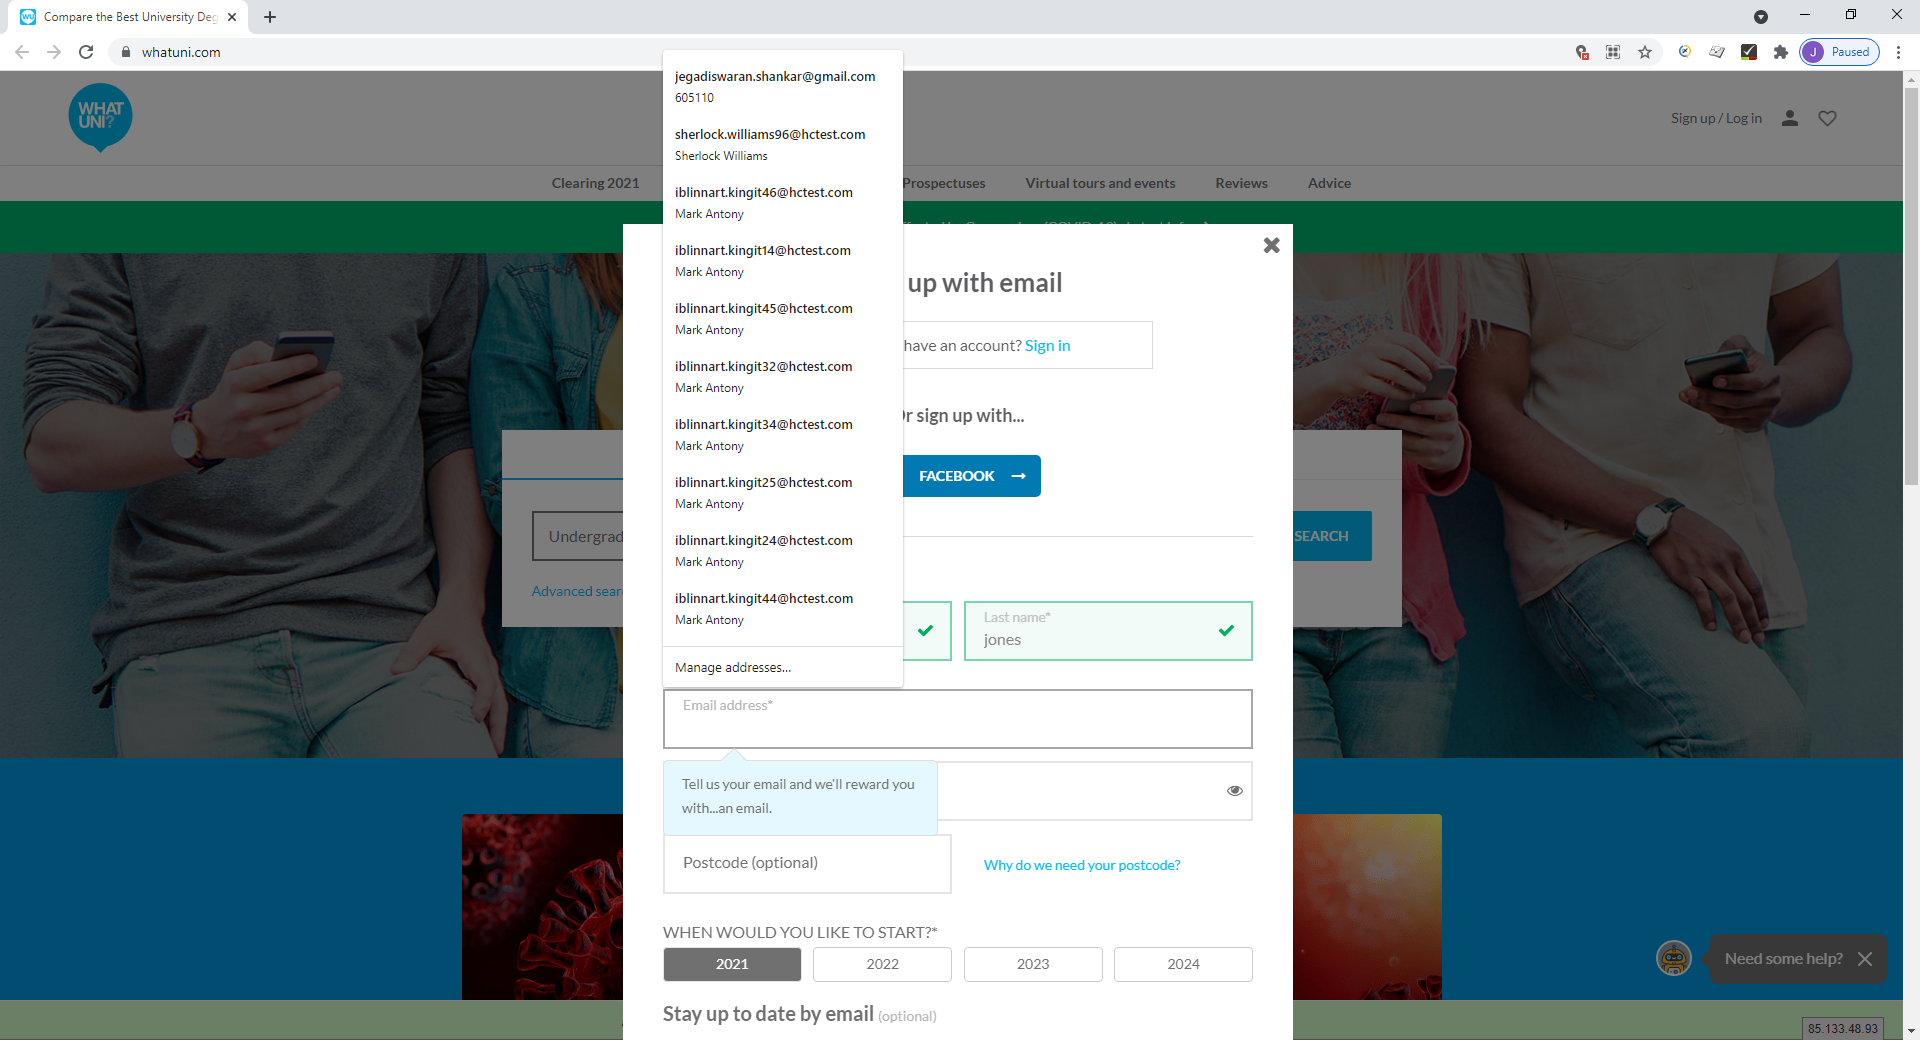 Compare the Best University Deg
whatuni.com
J Paused
WHAT
UNI?
Sign up / Log in
Clearing 2021
Prospectuses
Virtual tours and events
Reviews
Advice
jegadiswaran.shankar@gmail.com
605110
sherlock.williams96@hctest.com
Sherlock Williams
iblinnart.kingit46@hctest.com
Mark Antony
iblinnart.kingit14@hctest.com
Mark Antony
iblinnart.kingit45@hctest.com
Mark Antony
iblinnart.kingit32@hctest.com
Mark Antony
iblinnart.kingit34@hctest.com
Mark Antony
iblinnart.kingit25@hctest.com
Mark Antony
iblinnart.kingit24@hctest.com
Mark Antony
iblinnart.kingit44@hctest.com
Mark Antony
Manage addresses...
up with email
have an account? Sign in
r sign up with...
FACEBOOK
Undergrad
SEARCH
Advanced sear
Last name*
jones
Email address*
Tell us your email and we'll reward you
with...an email.
Postcode (optional)
Why do we need your postcode?
WHEN WOULD YOU LIKE TO START?*
2021
2022
2023
2024
Need some help?
Stay up to date by email (optional)
85.133.48.93